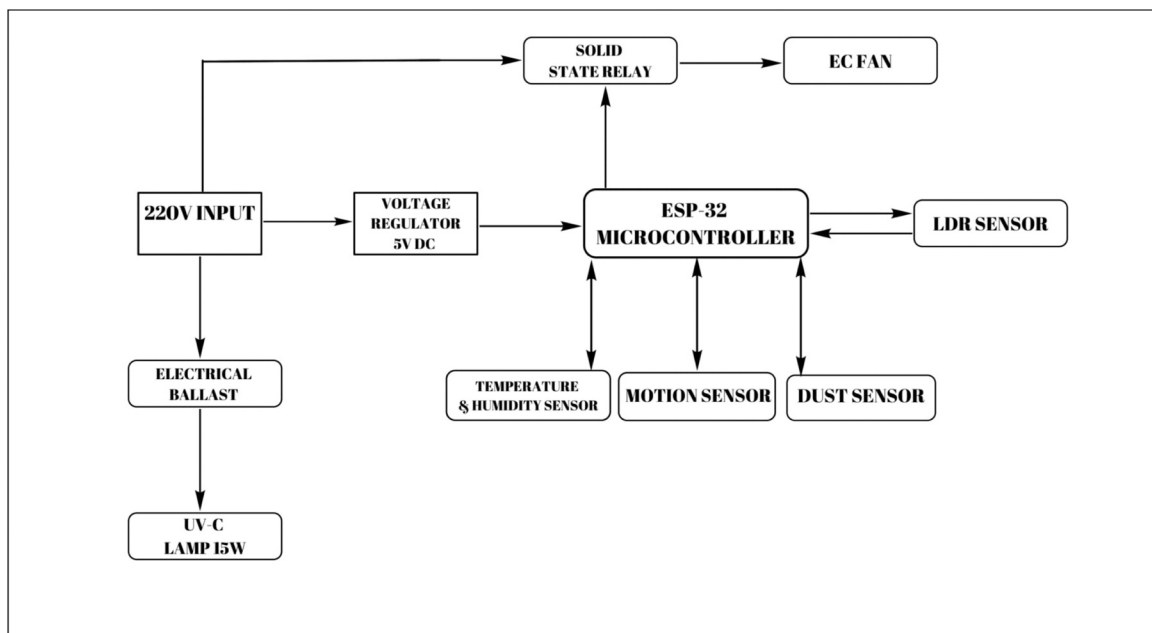 SOLID
STATE RELAY
EC FAN
220V INPUT
VOLTAGE
REGULATOR
5V DC
ESP-32
MICROCONTROLLER
LDR SENSOR
ELECTRICAL
BALLAST
TEMPERATURE
& HUMIDITY SENSOR
MOTION SENSOR
DUST SENSOR
UV-C
LAMP 15W